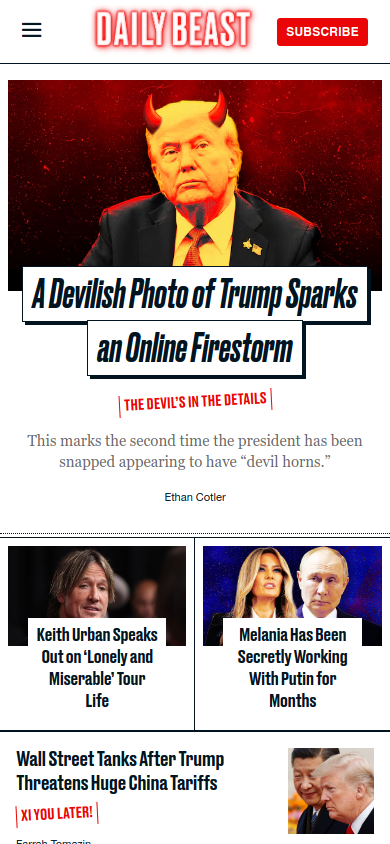 DAILY BEAST
SUBSCRIBE
A Devilish Photo of Trump Sparks
an Online Firestorm
THE DEVIL'S IN THE DETAILS
This marks the second time the president has been
snapped appearing to have “devil horns.”
Ethan Cotler
Keith Urban Speaks
Out on ‘Lonely and
Miserable’ Tour
Life
Melania Has Been
Secretly Working
With Putin for
Months
Wall Street Tanks After Trump
Threatens Huge China Tariffs
XI YOU LATER!
Farrah Tomazin